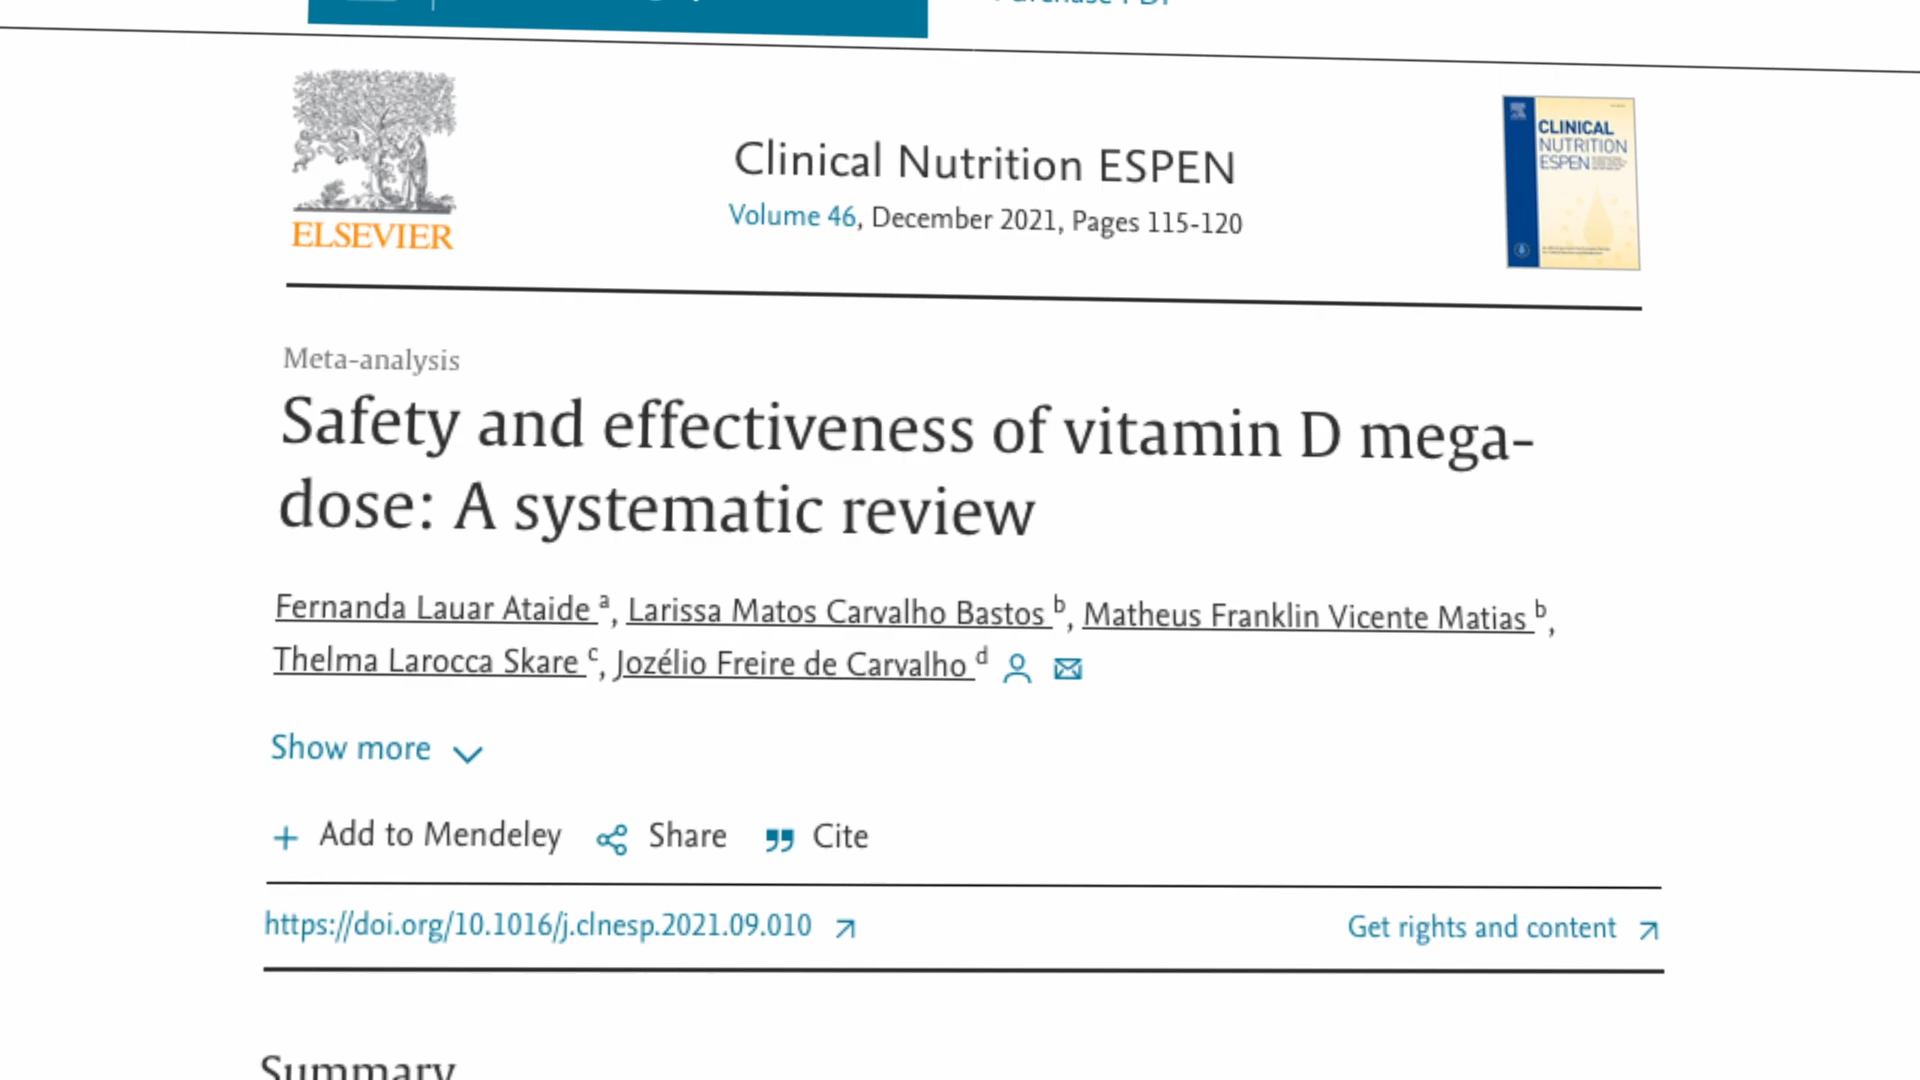 ELSEVIER
Clinical Nutrition ESPEN
Volume 46, December 2021, Pages 115-120
CLINICAL
NUTRITION
ESPEN
Meta-analysis
Safety and effectiveness of vitamin D mega-
dose: A systematic review
Fernanda Lauar Ataide a, Larissa Matos Carvalho Bastos b, Matheus Franklin Vicente Matias b,
Thelma Larocca Skare c, Jozélio Freire de Carvalho d
Show more
Add to Mendeley Share Cite
https://doi.org/10.1016/j.clnesp.2021.09.010 Get rights and content
Summary